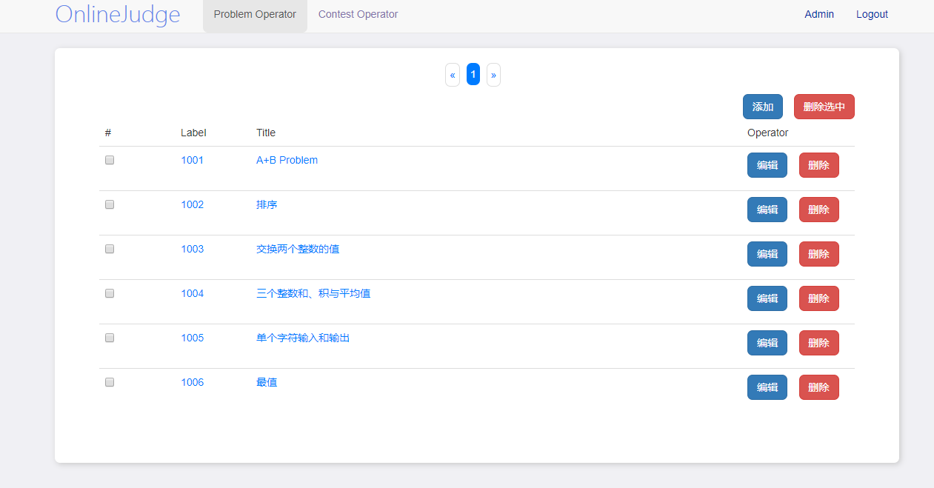 OnlineJudge Problem Operator Contest Operator Admin Logout
« 1 »
添加 删除选中
# Label Title Operator
1001 A+B Problem 编辑 删除
1002 排序 编辑 删除
1003 交换两个整数的值 编辑 删除
1004 三个整数和、积与平均值 编辑 删除
1005 单个字符输入和输出 编辑 删除
1006 最值 编辑 删除